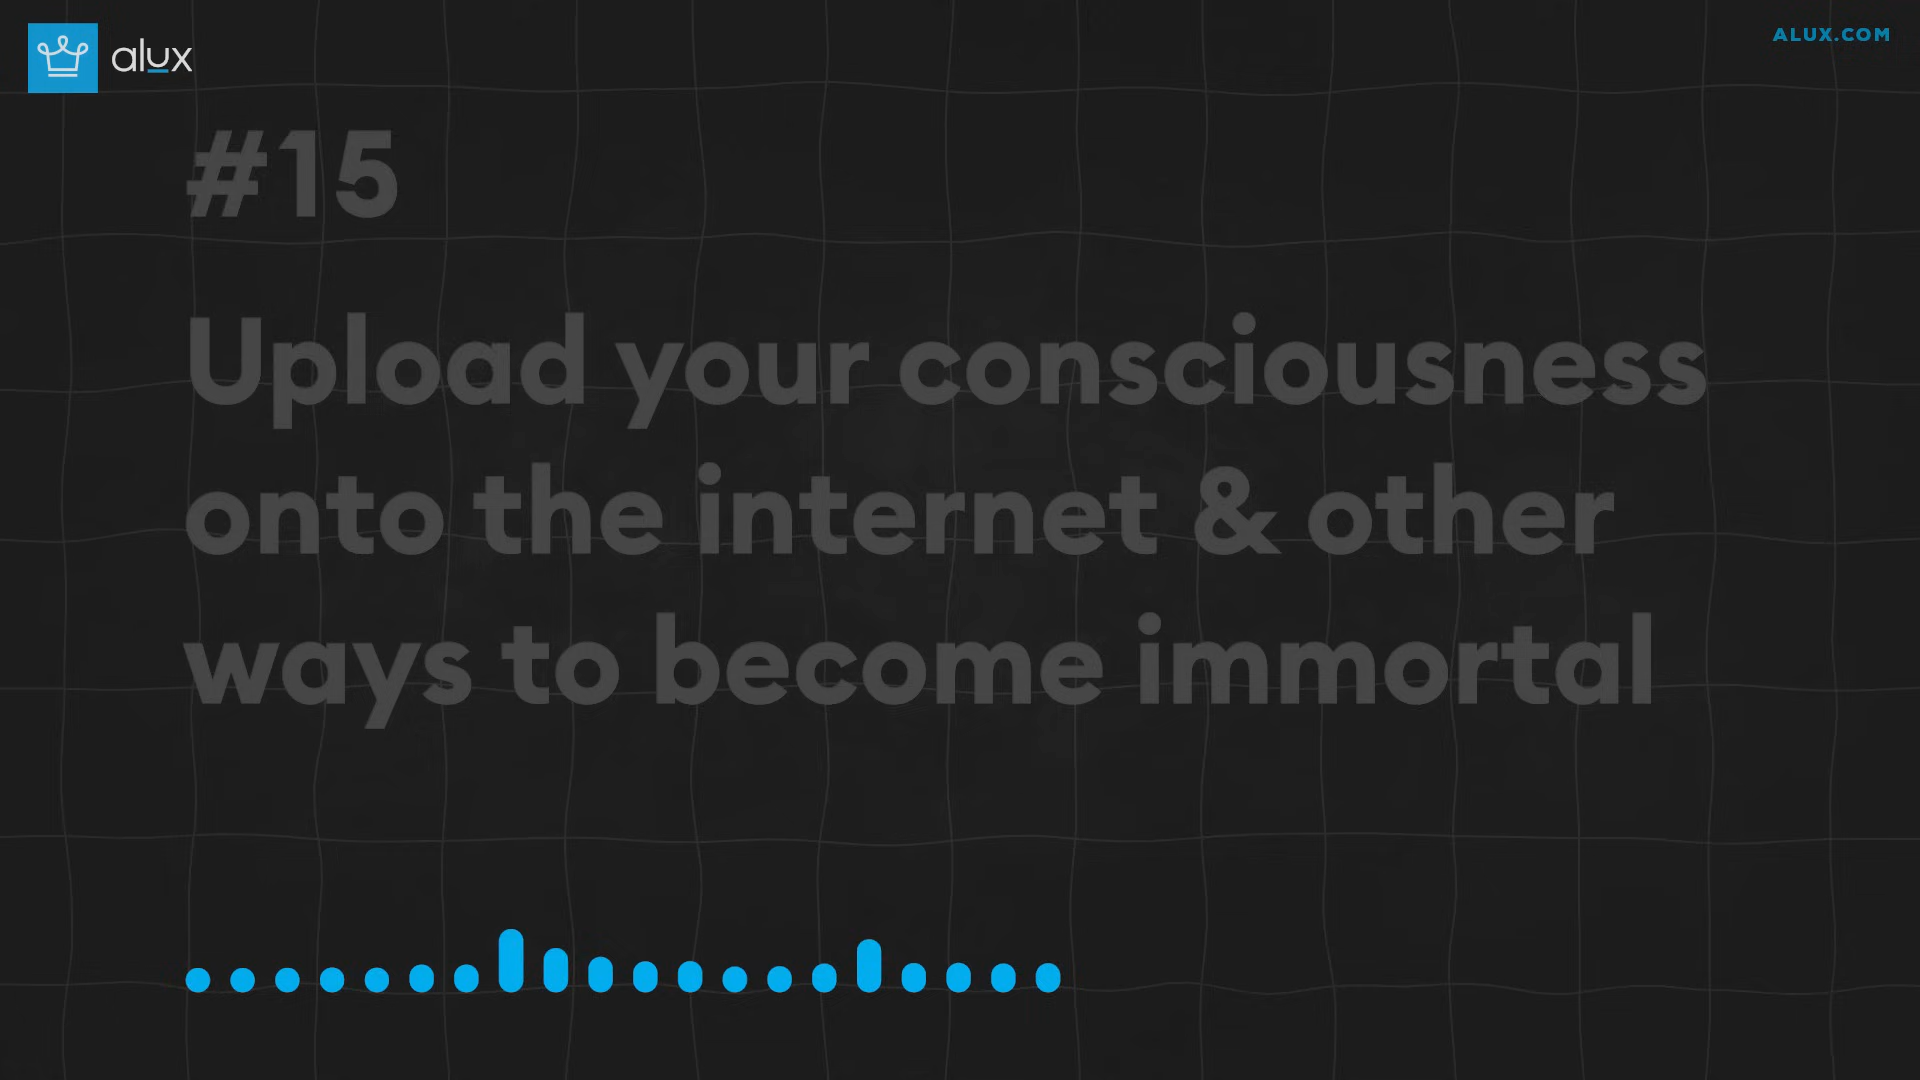 alux
ALUX.COM
#15
Upload your consciousness
onto the internet & other
ways to become immortal